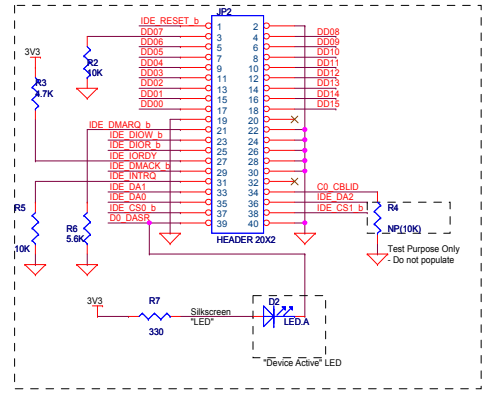 JP2
IDE_RESET_b 1 2
DD07 3 4 DD08
DD06 5 6 DD09
DD05 7 8 DD10
DD04 9 10 DD11
DD03 11 12 DD12
DD02 13 14 DD13
DD01 15 16 DD14
DD00 17 18 DD15
19 20
IDE_DMARQ_b 21 22
IDE_DIOW_b 23 24
IDE_DIOR_b 25 26
IDE_IORDY 27 28
IDE_DMACK_b 29 30
IDE_INTRQ 31 32
IDE_DA1 33 34 C0_CBLID
IDE_DA0 35 36 IDE_DA2
IDE_CS0_b 37 38 IDE_CS1_b
D0_DASR 39 40
HEADER 20X2
3V3
R2
10K
R3
4.7K
R5
10K
R6
5.6K
R4
NP(10K)
Test Purpose Only
- Do not populate
3V3
R7
330
Silkscreen
"LED"
D2
LED.A
"Device Active" LED